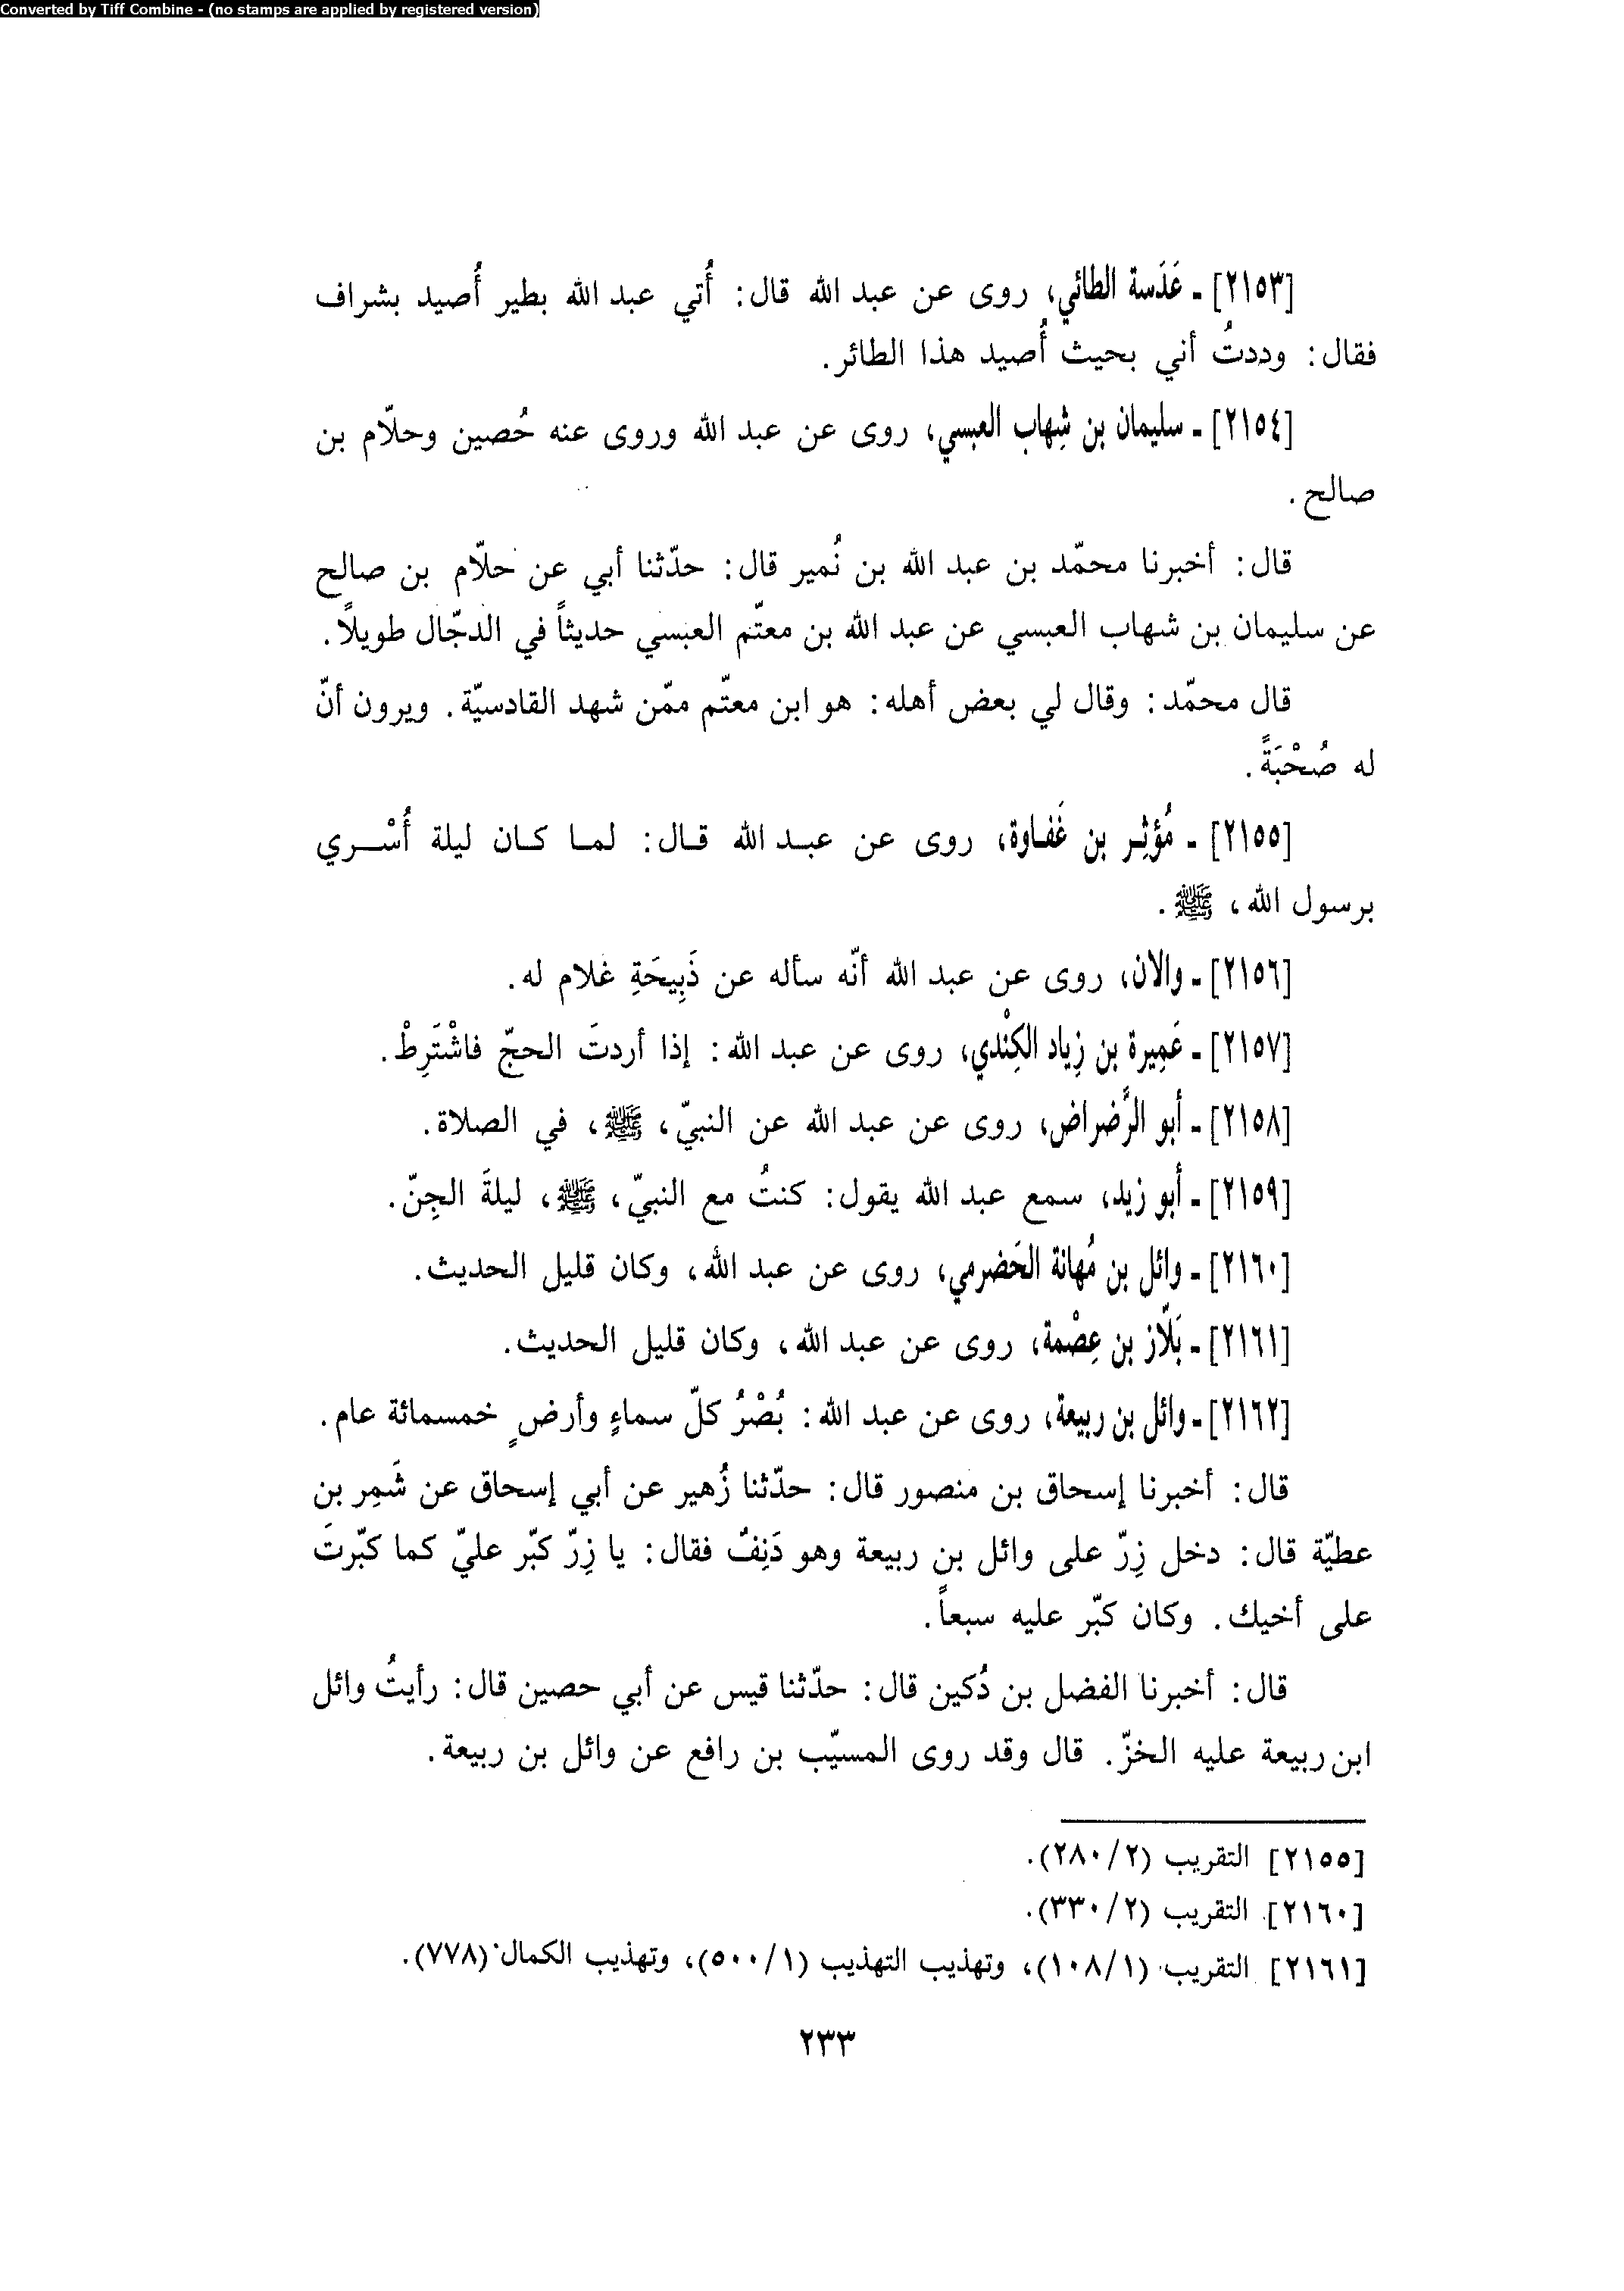 Converted by Tiff Combine - (no stamps are applied by registered version)
[٢١٥٣] ـ عَدَسة الطائي، روى عن عبد الله قال: أُتي عبد الله بطير أُصيد بشراف
فقال: وددتُ أني بحيث أُصيد هذا الطائر.
[٢١٥٤] ـ سليمان بن شِهاب العبسي، روى عن عبد الله وروى عنه حُصين وحلّام بن
صالح.
قال: أخبرنا محمّد بن عبد الله بن نُمير قال: حدّثنا أبي عن حلّام بن صالح
عن سليمان بن شهاب العبسي عن عبد الله بن معتّم العبسي حديثاً في الدجّال طويلاً.
قال محمّد: وقال لي بعض أهله: هو ابن معتّم ممّن شهد القادسيّة. ويرون أنّ
له صُحْبَةً.
[٢١٥٥] ـ مُؤثِر بن غَفاوة، روى عن عبد الله قال: لما كان ليلة أُسْري
برسول الله، ﷺ.
[٢١٥٦] ـ والان، روى عن عبد الله أنّه سأله عن ذَبِيحَةِ غلام له.
[٢١٥٧] ـ عَمِيرة بن زِياد الكِنْدي، روى عن عبد الله: إذا أردتَ الحجّ فاشْتَرِطْ.
[٢١٥٨] ـ أبو الرَّضراض، روى عن عبد الله عن النبيّ، ﷺ، في الصلاة.
[٢١٥٩] ـ أبو زيد، سمع عبد الله يقول: كنتُ مع النبيّ، ﷺ، ليلةَ الجِنّ.
[٢١٦٠] ـ وائل بن مُهانة الحَضرمي، روى عن عبد الله، وكان قليل الحديث.
[٢١٦١] ـ بَلّاز بن عِصْمة، روى عن عبد الله، وكان قليل الحديث.
[٢١٦٢] ـ وائل بن ربيعة، روى عن عبد الله: بُصْرُ كلّ سماءٍ وأرضٍ خمسمائة عام.
قال: أخبرنا إسحاق بن منصور قال: حدّثنا زُهير عن أبي إسحاق عن شَمِر بن
عطيّة قال: دخل زِرّ على وائل بن ربيعة وهو دَنِفٌ فقال: يا زِرّ كبّر عليّ كما كبّرتَ
على أخيك. وكان كبّر عليه سبعاً.
قال: أخبرنا الفضل بن دُكين قال: حدّثنا قيس عن أبي حصين قال: رأيتُ وائل
ابن ربيعة عليه الخزّ. قال وقد روى المسيّب بن رافع عن وائل بن ربيعة.
[٢١٥٥] التقريب (٢/ ٢٨٠).
[٢١٦٠] التقريب (٢/ ٣٣٠).
[٢١٦١] التقريب (١/ ١٠٨)، وتهذيب التهذيب (١/ ٥٠٠)، وتهذيب الكمال (٧٧٨).
٢٣٣